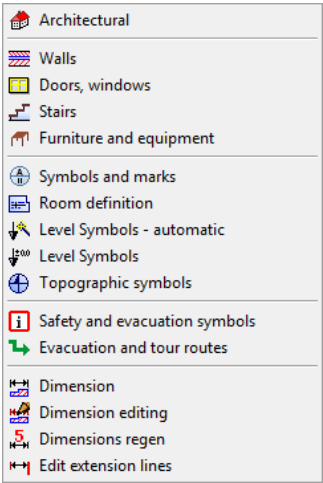 Architectural
Walls
Doors, windows
Stairs
Furniture and equipment
Symbols and marks
Room definition
Level Symbols - automatic
Level Symbols
Topographic symbols
Safety and evacuation symbols
Evacuation and tour routes
Dimension
Dimension editing
Dimensions regen
Edit extension lines